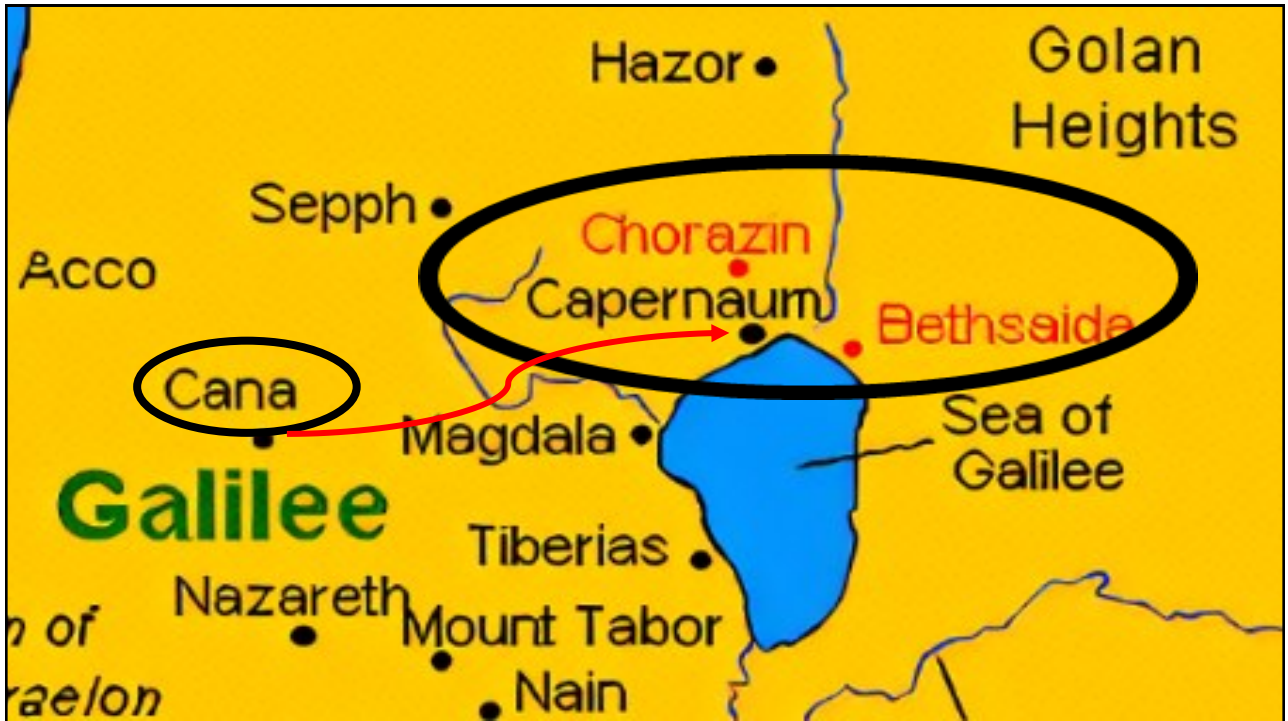 Golan
Heights
Hazor
Sepph
Chorazin
Acco
Capernaum
Bethsaida
Cana
Magdala
Sea of
Galilee
Galilee
Tiberias
Nazareth
Mount Tabor
of
raelon
Nain